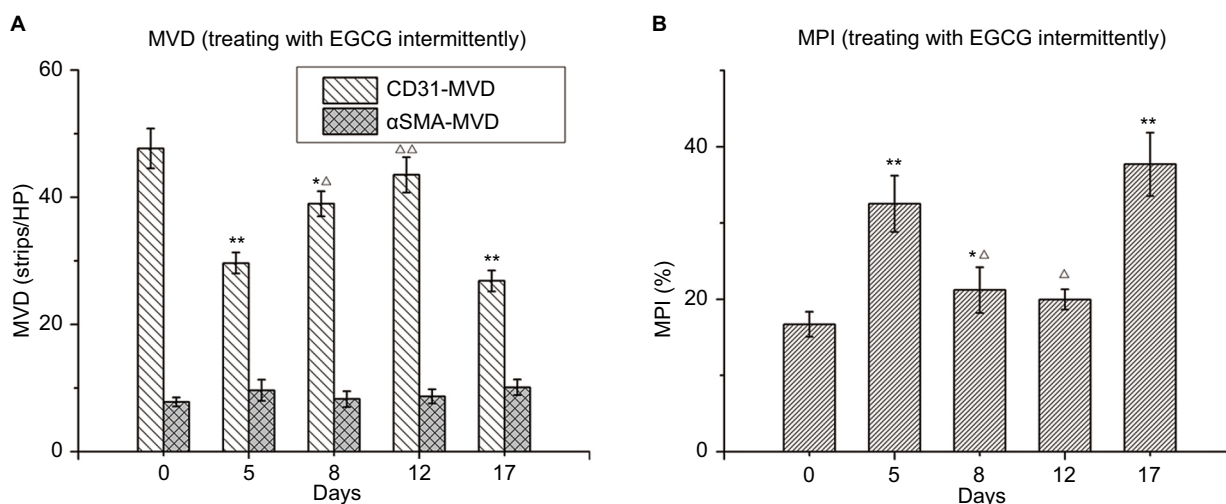 A
MVD (treating with EGCG intermittently)
60
40
20
0
MVD (strips/HP)
CD31-MVD
αSMA-MVD
**
*△
△△
**
0 5 8 12 17
Days
B
MPI (treating with EGCG intermittently)
40
20
0
MPI (%)
**
*△
△
**
0 5 8 12 17
Days